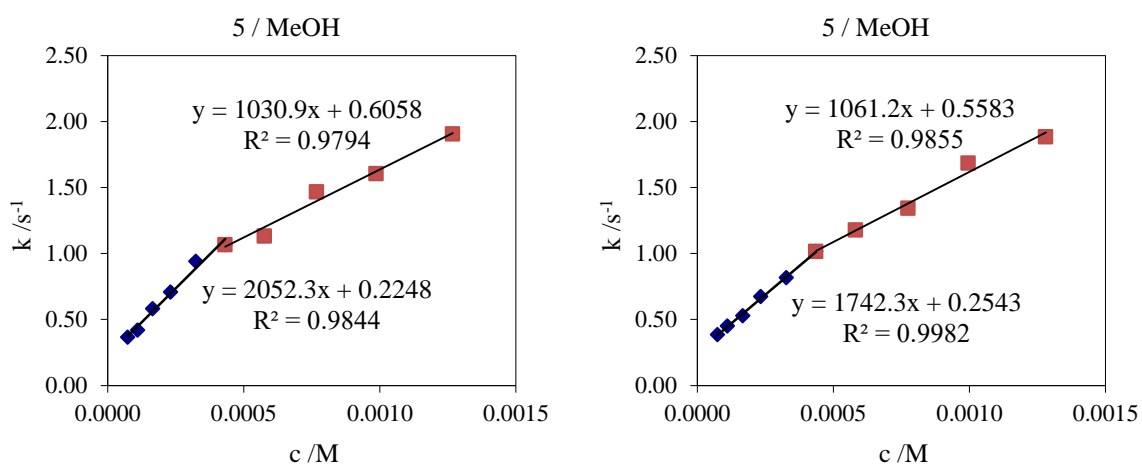 5 / MeOH
2.50
2.00
1.50
1.00
0.50
0.00
k /s⁻¹
y = 1030.9x + 0.6058
R² = 0.9794
y = 2052.3x + 0.2248
R² = 0.9844
0.0000
0.0005
0.0010
0.0015
c /M
5 / MeOH
2.50
2.00
1.50
1.00
0.50
0.00
k /s⁻¹
y = 1061.2x + 0.5583
R² = 0.9855
y = 1742.3x + 0.2543
R² = 0.9982
0.0000
0.0005
0.0010
0.0015
c /M